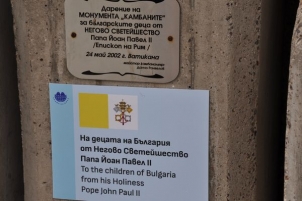 Дарение на
МОНУМЕНТА „КАМБАНИТЕ"
за българските деца от
НЕГОВО СВЕТЕЙШЕСТВО
Папа Йоан Павел II
/Епископ на Рим/
24 май 2002 г. Ватикана
На децата на България
от Негово Светейшество
Папа Йоан Павел II
To the children of Bulgaria
from his Holiness
Pope John Paul II